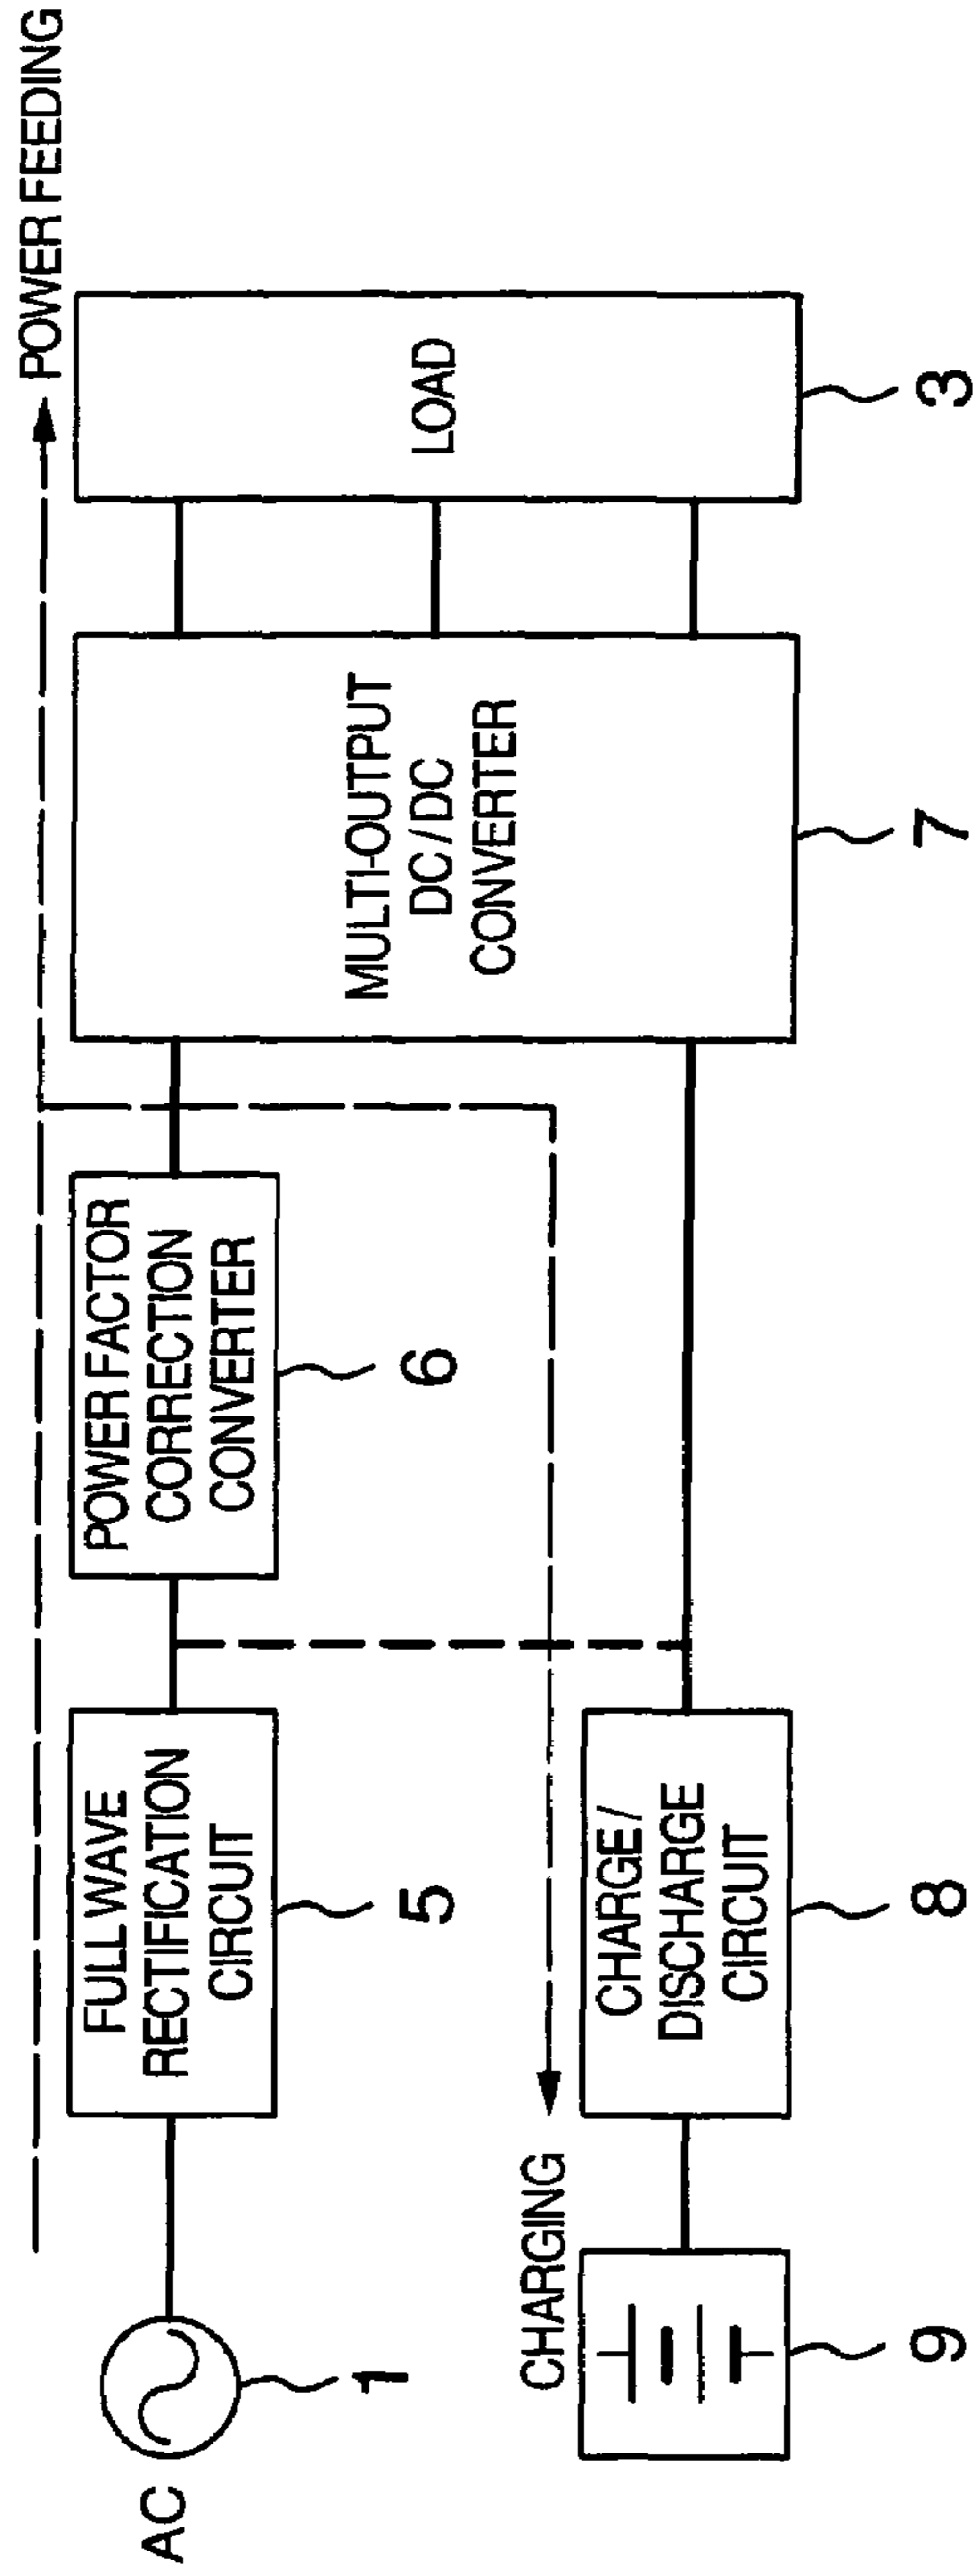 POWER FEEDING
AC
1
FULL WAVE
RECTIFICATION
CIRCUIT
5
POWER FACTOR
CORRECTION
CONVERTER
6
MULTI-OUTPUT
DC/DC
CONVERTER
7
LOAD
3
CHARGING
9
CHARGE/
DISCHARGE
CIRCUIT
8